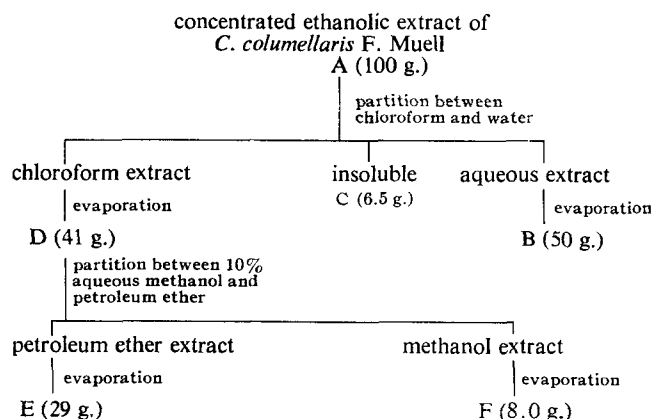 concentrated ethanolic extract of
C. columellaris F. Muell
A (100 g.)
partition between
chloroform and water
chloroform extract
insoluble
aqueous extract
C (6.5 g.)
evaporation
evaporation
D (41 g.)
B (50 g.)
partition between 10%
aqueous methanol and
petroleum ether
petroleum ether extract
methanol extract
evaporation
evaporation
E (29 g.)
F (8.0 g.)